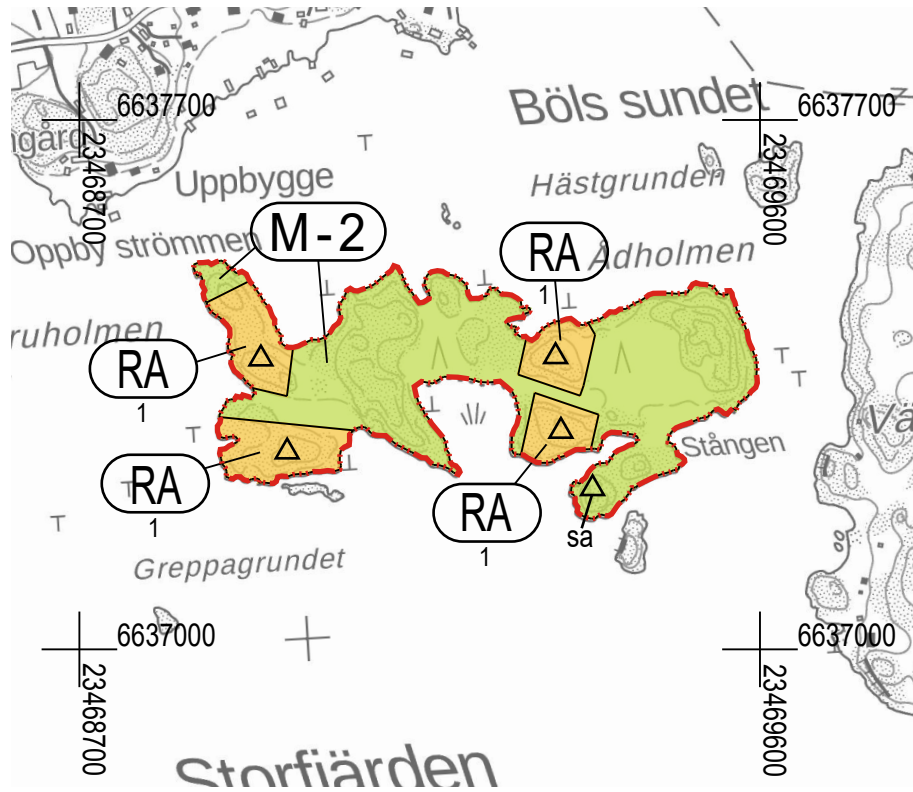 6637700
6637700
Böls sundet
23468700
23469600
Uppbygge
Hästgrunden
Oppby strömmen
M-2
RA
1
Ådholmen
ruholmen
RA
1
Vä
Stången
RA
1
RA
1
sa
Greppagrundet
6637000
6637000
23468700
23469600
Storfjärden